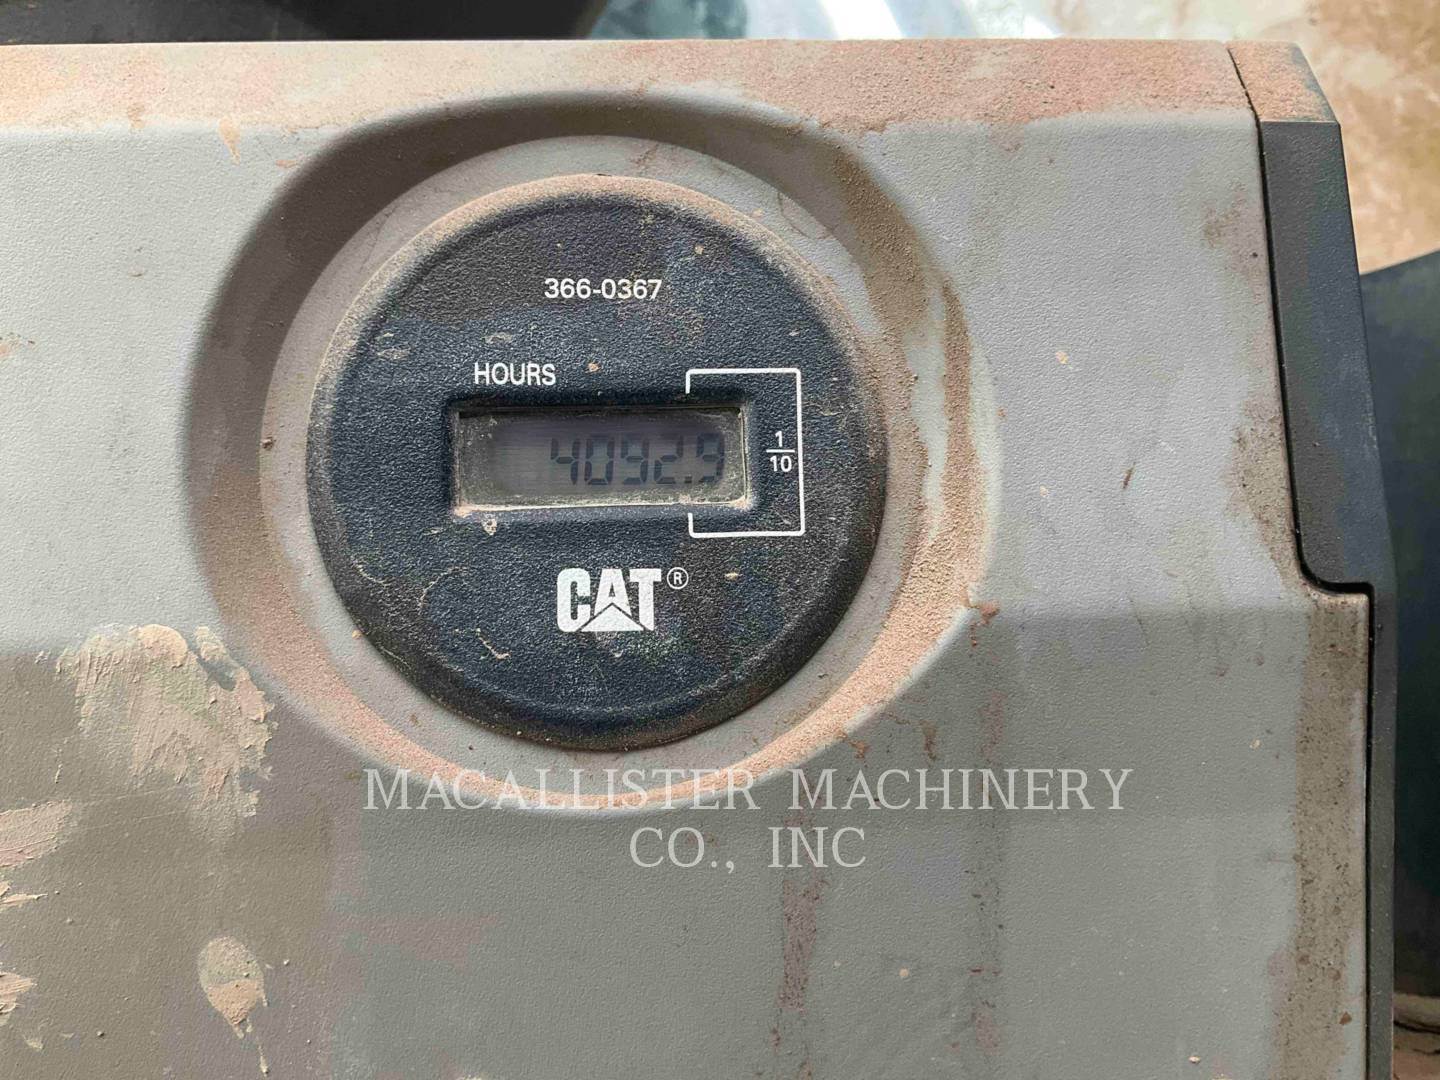 366-0367
HOURS
4092.9
1
10
CAT®
MACALLISTER MACHINERY
CO., INC